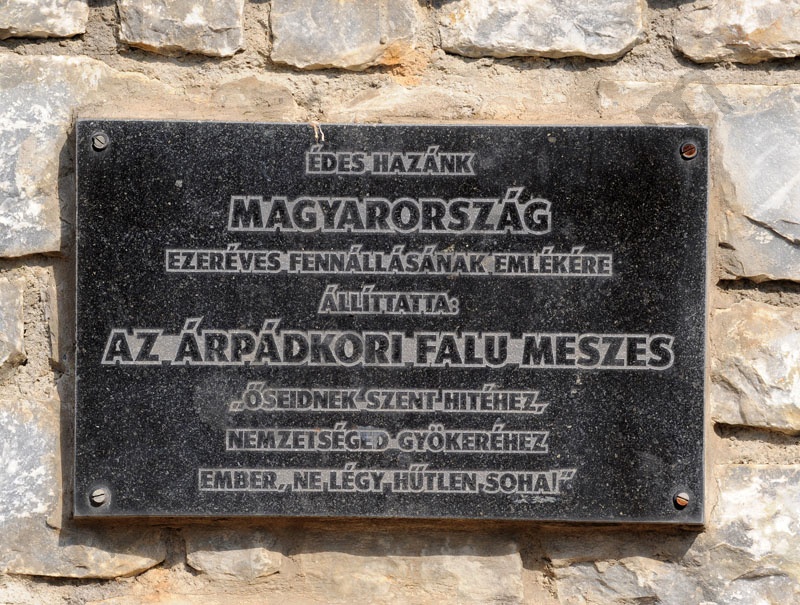 ÉDES HAZÁNK
MAGYARORSZÁG
EZERÉVES FENNÁLLÁSÁNAK EMLÉKÉRE
ÁLLÍTTATTA:
AZ ÁRPÁDKORI FALU MESZES
„ŐSEIDNEK SZENT HITÉHEZ,
NEMZETSÉGED GYÖKERÉHEZ
EMBER„ NE LÉGY HŰTLEN SOHA!”